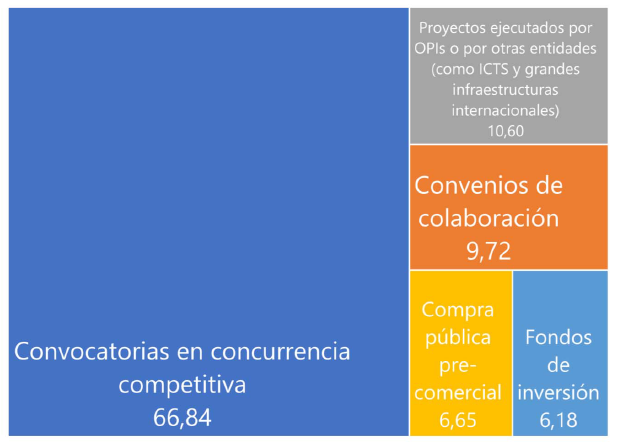 Convocatorias en concurrencia
competitiva
66,84
Proyectos ejecutados por
OPIs o por otras entidades
(como ICTS y grandes
infraestructuras
internacionales)
10,60
Convenios de
colaboración
9,72
Compra
pública
pre-
comercial
6,65
Fondos
de
inversión
6,18